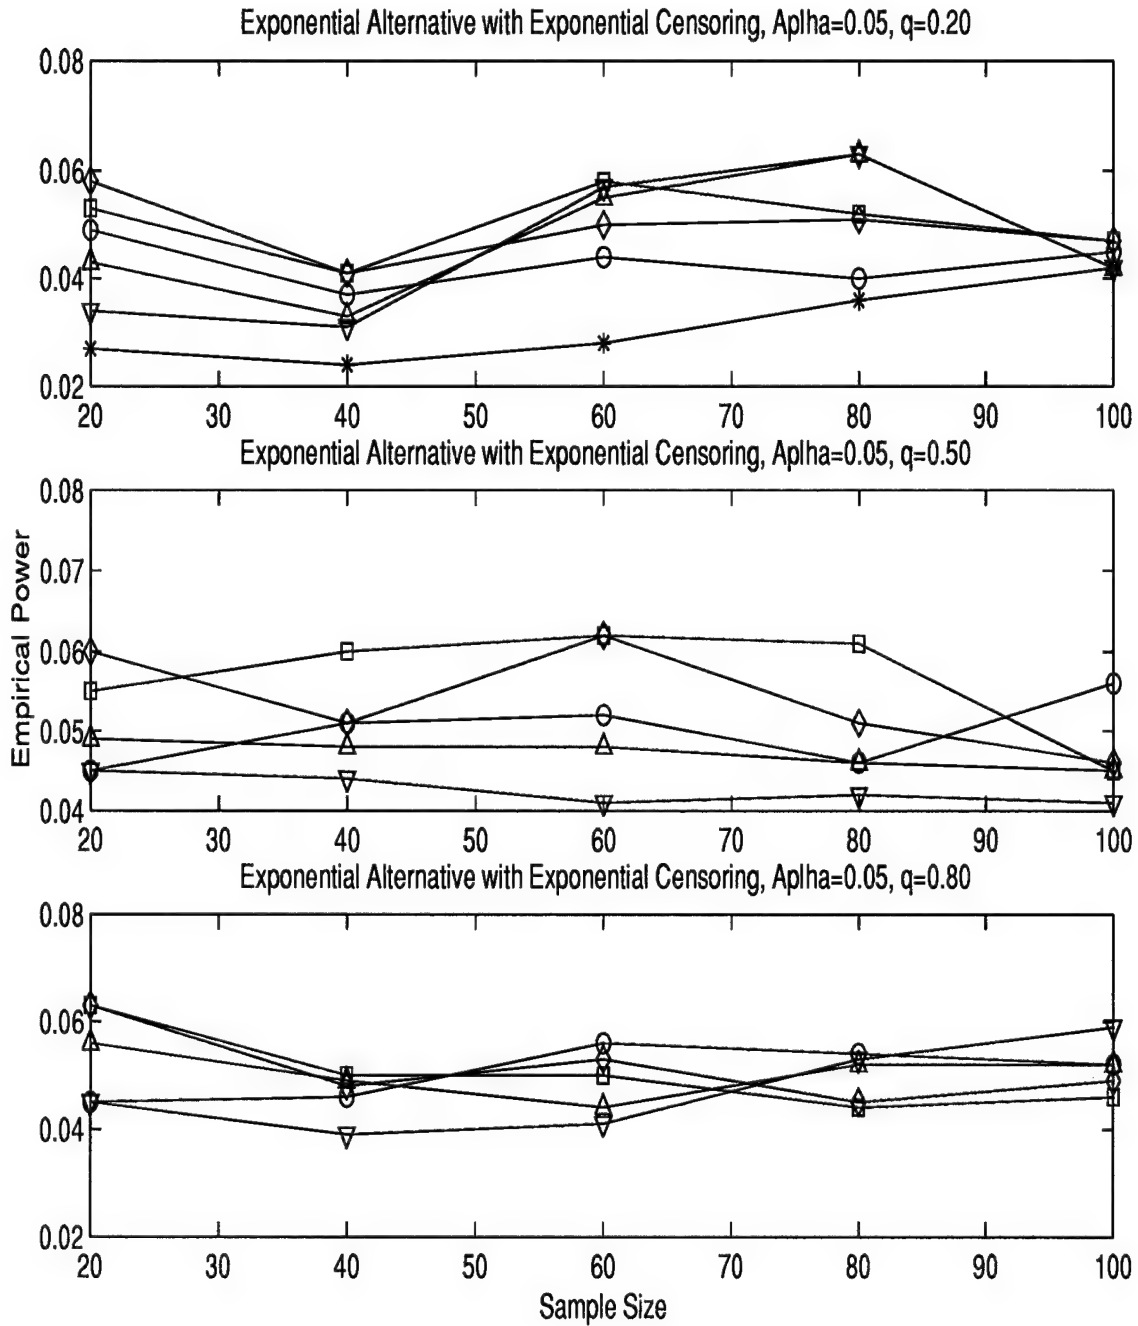 Exponential Alternative with Exponential Censoring, Aplha=0.05, q=0.20
0.08
0.06
0.04
0.02
20 30 40 50 60 70 80 90 100
Exponential Alternative with Exponential Censoring, Aplha=0.05, q=0.50
0.08
0.07
0.06
0.05
0.04
Empirical Power
20 30 40 50 60 70 80 90 100
Exponential Alternative with Exponential Censoring, Aplha=0.05, q=0.80
0.08
0.06
0.04
0.02
20 30 40 50 60 70 80 90 100
Sample Size